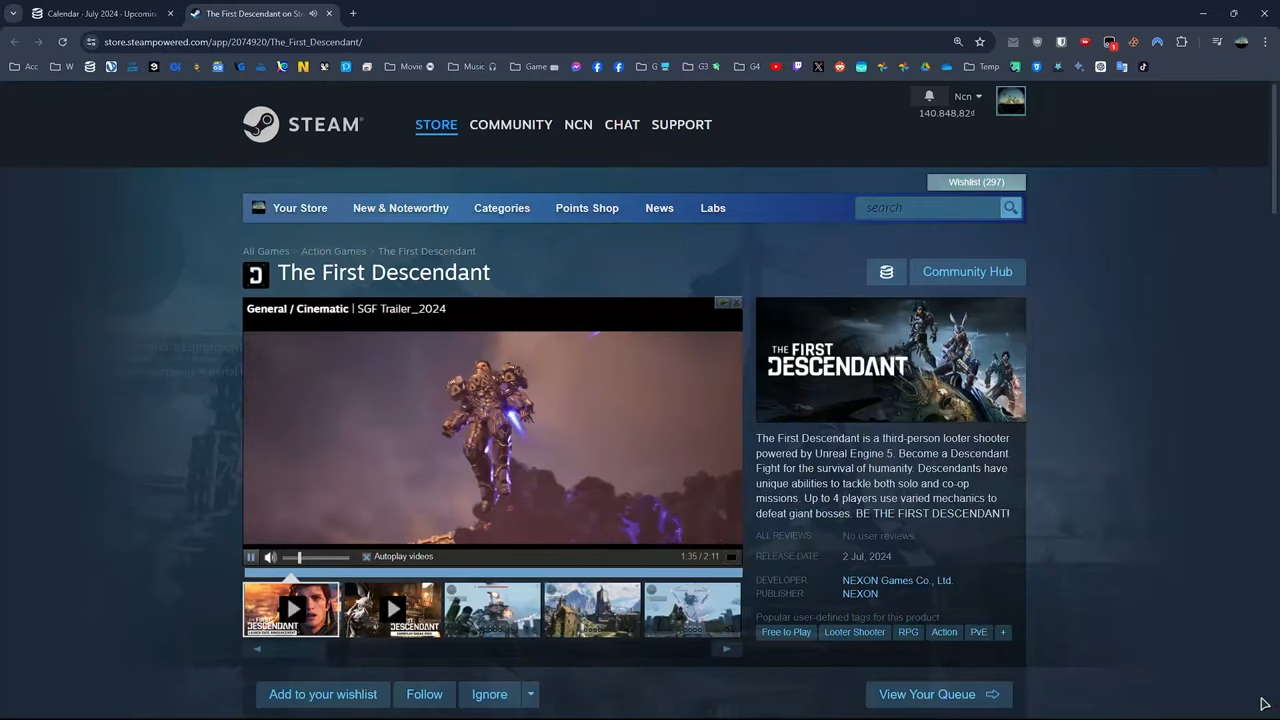 Calendar · July 2024 - Upcomin
The First Descendant on St
store.steampowered.com/app/2074920/The_First_Descendant/
Acc
W
Movie
Music
Game
G
G3
G4
Temp
Ncn
140.848,82
STEAM
STORE
COMMUNITY
NCN
CHAT
SUPPORT
Wishlist (297)
Your Store
New & Noteworthy
Categories
Points Shop
News
Labs
search
All Games > Action Games > The First Descendant
The First Descendant
Community Hub
General / Cinematic | SGF Trailer_2024
THE FIRST
DESCENDANT
The First Descendant is a third-person looter shooter
powered by Unreal Engine 5. Become a Descendant.
Fight for the survival of humanity. Descendants have
unique abilities to tackle both solo and co-op
missions. Up to 4 players use varied mechanics to
defeat giant bosses. BE THE FIRST DESCENDANT!
ALL REVIEWS No user reviews
RELEASE DATE 2 Jul, 2024
DEVELOPER NEXON Games Co., Ltd.
PUBLISHER NEXON
Popular user-defined tags for this product
Free to Play
Looter Shooter
RPG
Action
PvE
+
Autoplay videos
1:35 / 2:11
DESCENDANT
DESCENDANT
Add to your wishlist
Follow
Ignore
View Your Queue